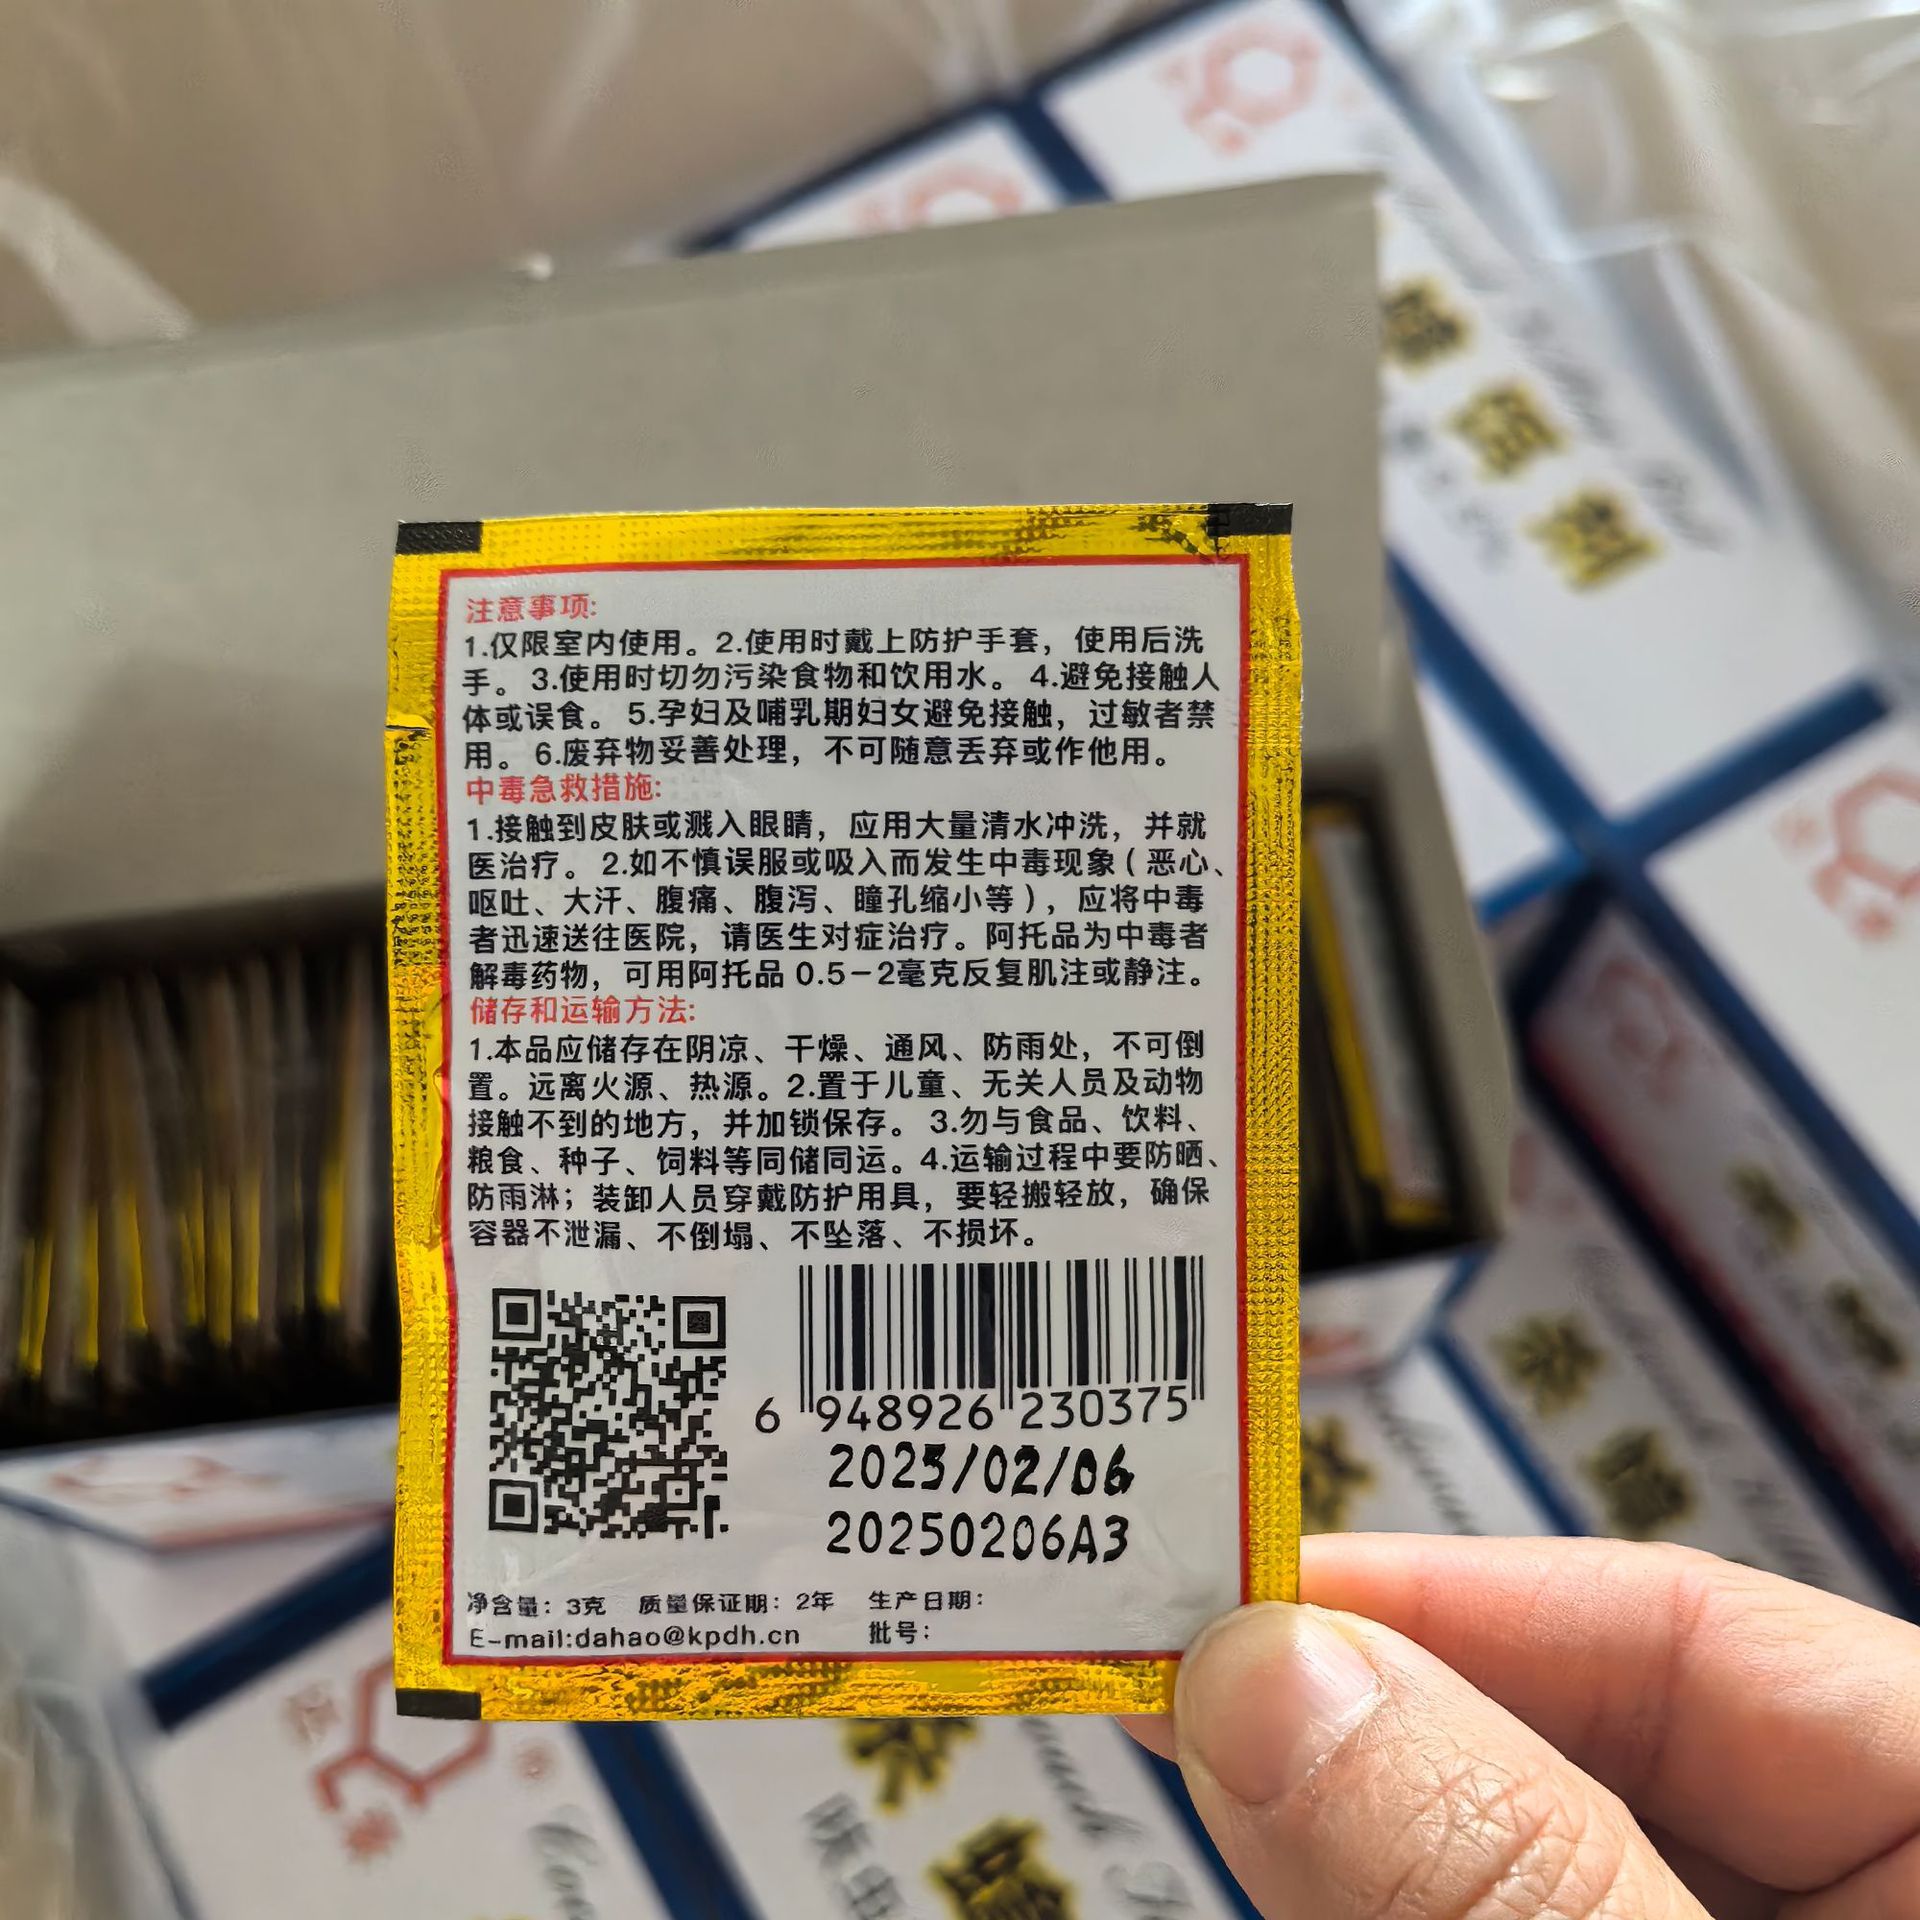 注意事项:
1.仅限室内使用。2.使用时戴上防护手套，使用后洗
手。3.使用时切勿污染食物和饮用水。4.避免接触人
体或误食。5.孕妇及哺乳期妇女避免接触，过敏者禁
用。6.废弃物妥善处理，不可随意丢弃或作他用。
中毒急救措施:
1.接触到皮肤或溅入眼睛，应用大量清水冲洗，并就
医治疗。2.如不慎误服或吸入而发生中毒现象（恶心、
呕吐、大汗、腹痛、腹泻、瞳孔缩小等），应将中毒
者迅速送往医院，请医生对症治疗。阿托品为中毒者
解毒药物，可用阿托品 0.5-2毫克反复肌注或静注。
储存和运输方法:
1.本品应储存在阴凉、干燥、通风、防雨处，不可倒
置。远离火源、热源。2.置于儿童、无关人员及动物
接触不到的地方，并加锁保存。3.勿与食品、饮料、
粮食、种子、饲料等同储同运。4.运输过程中要防晒、
防雨淋；装卸人员穿戴防护用具，要轻搬轻放，确保
容器不泄漏、不倒塌、不坠落、不损坏。
6 948926 230375
2025/02/06
20250206A3
净含量：3克 质量保证期：2年 生产日期：
E-mail:dahao@kpdh.cn 批号：